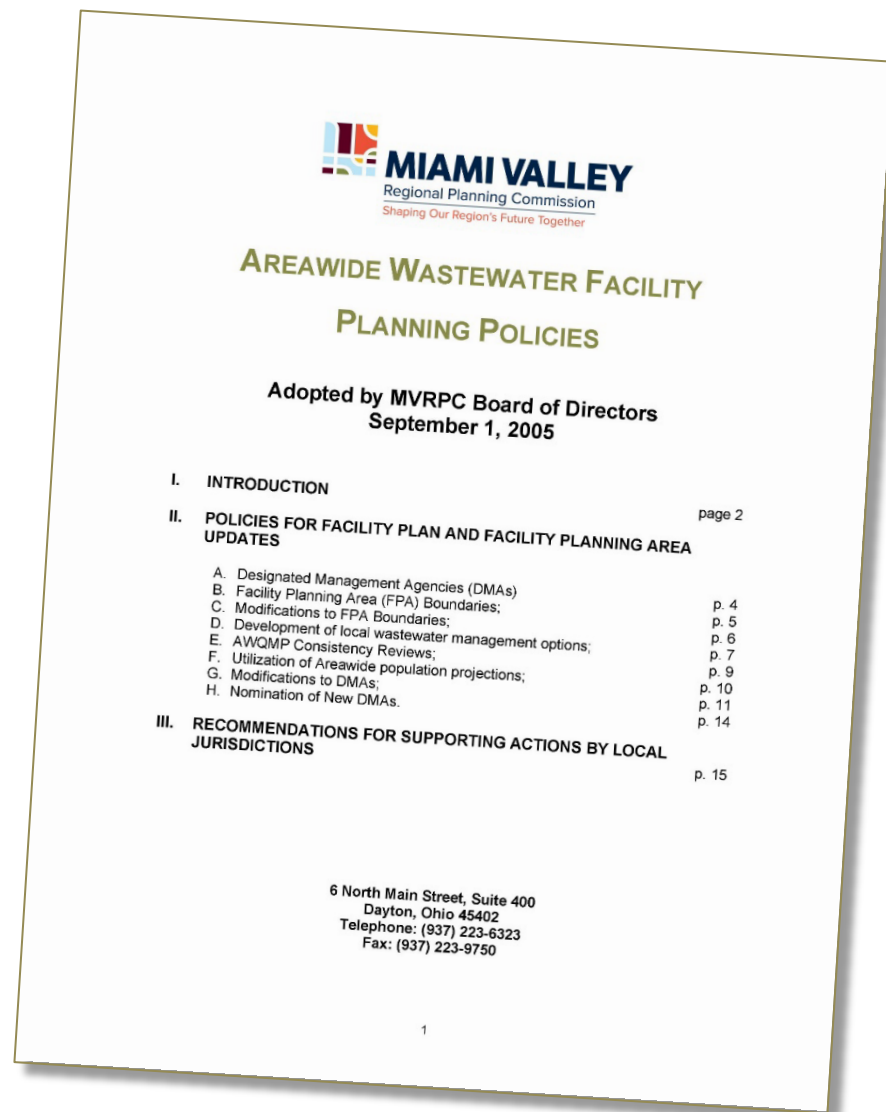 MIAMI VALLEY
Regional Planning Commission
Shaping Our Region's Future Together
AREAWIDE WASTEWATER FACILITY
PLANNING POLICIES
Adopted by MVRPC Board of Directors
September 1, 2005
I. INTRODUCTION page 2
II. POLICIES FOR FACILITY PLAN AND FACILITY PLANNING AREA
UPDATES
A. Designated Management Agencies (DMAs) p. 4
B. Facility Planning Area (FPA) Boundaries; p. 5
C. Modifications to FPA Boundaries; p. 6
D. Development of local wastewater management options; p. 7
E. AWQMP Consistency Reviews; p. 9
F. Utilization of Areawide population projections; p. 10
G. Modifications to DMAs; p. 11
H. Nomination of New DMAs. p. 14
III. RECOMMENDATIONS FOR SUPPORTING ACTIONS BY LOCAL
JURISDICTIONS p. 15
6 North Main Street, Suite 400
Dayton, Ohio 45402
Telephone: (937) 223-6323
Fax: (937) 223-9750
1